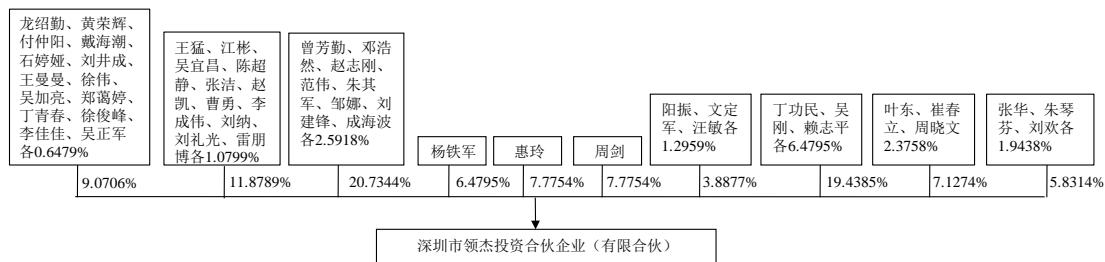 龙绍勤、黄荣辉、
付仲阳、戴海潮、
石婷娅、刘井成、
王曼曼、徐伟、
吴加亮、郑蔼婷、
丁青春、徐俊峰、
李佳佳、吴正军
各0.6479%
王猛、江彬、
吴宜昌、陈超
静、张洁、赵
凯、曹勇、李
成伟、刘纳、
刘礼光、雷朋
博各1.0799%
曾芳勤、邓浩
然、赵志刚、
范伟、朱其
军、邹娜、刘
建锋、成海波
各2.5918%
杨铁军
惠玲
周剑
阳振、文定
军、汪敏各
1.2959%
丁功民、吴
刚、赖志平
各6.4795%
叶东、崔春
立、周晓文
2.3758%
张华、朱琴
芬、刘欢各
1.9438%
9.0706%
11.8789%
20.7344%
6.4795%
7.7754%
7.7754%
3.8877%
19.4385%
7.1274%
5.8314%
深圳市领杰投资合伙企业（有限合伙）